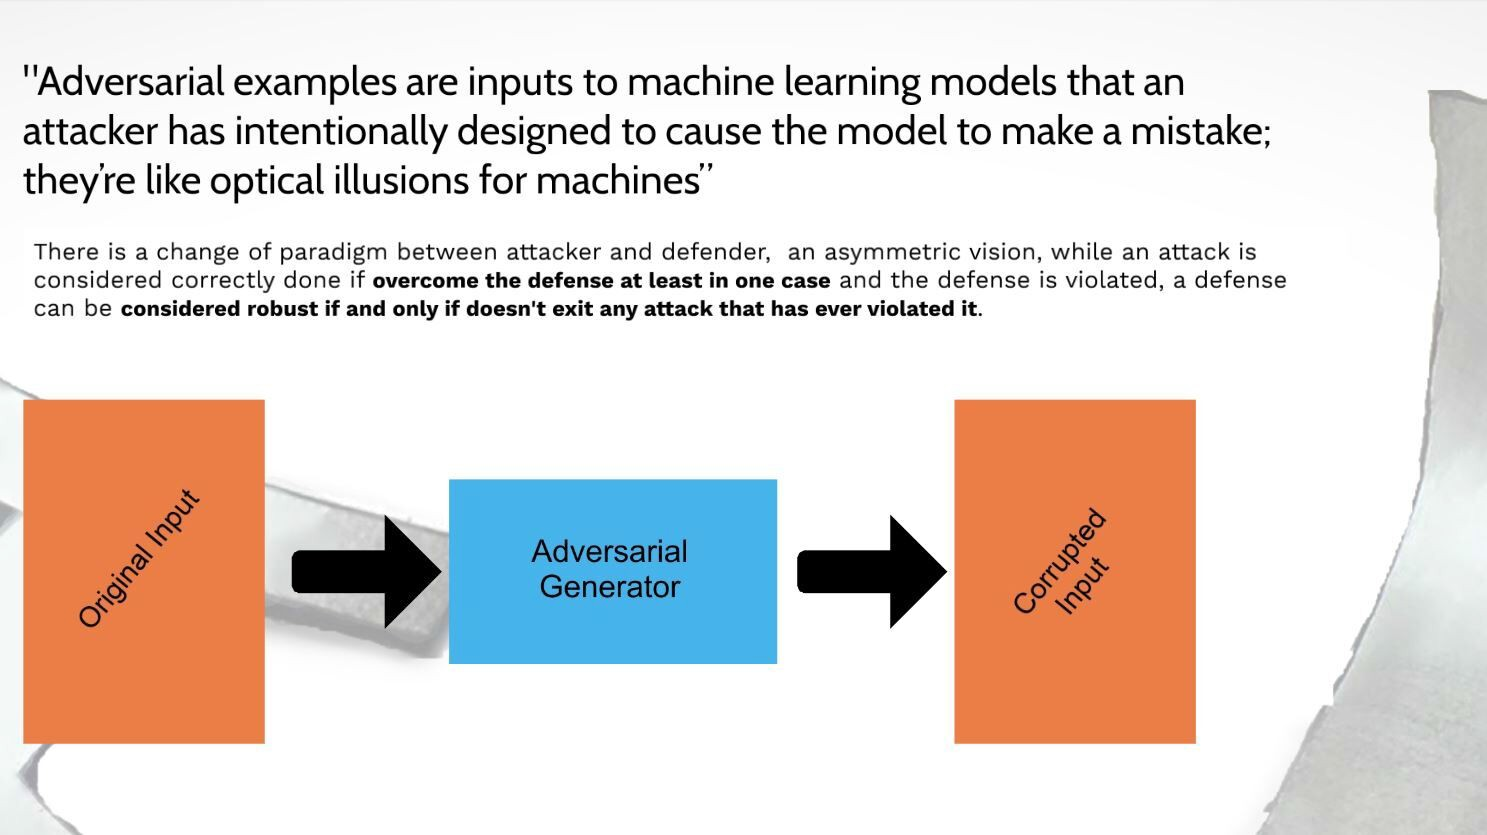 "Adversarial examples are inputs to machine learning models that an
attacker has intentionally designed to cause the model to make a mistake;
they’re like optical illusions for machines”
There is a change of paradigm between attacker and defender,  an asymmetric vision, while an attack is
considered correctly done if overcome the defense at least in one case and the defense is violated, a defense
can be considered robust if and only if doesn't exit any attack that has ever violated it.
Original Input
Adversarial
Generator
Corrupted
Input